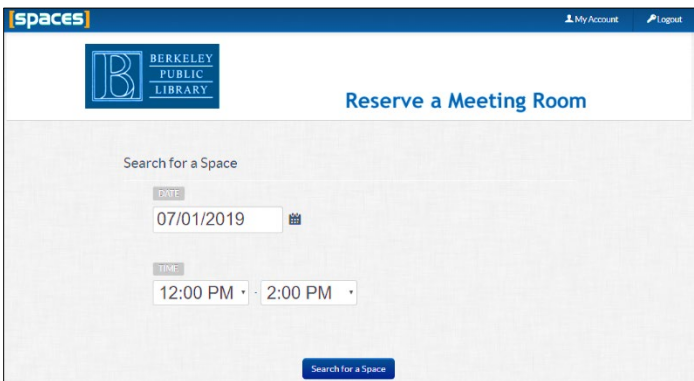 [spaces]
My Account Logout
BERKELEY
PUBLIC
LIBRARY
Reserve a Meeting Room
Search for a Space
DATE
07/01/2019
TIME
12:00 PM - 2:00 PM
Search for a Space